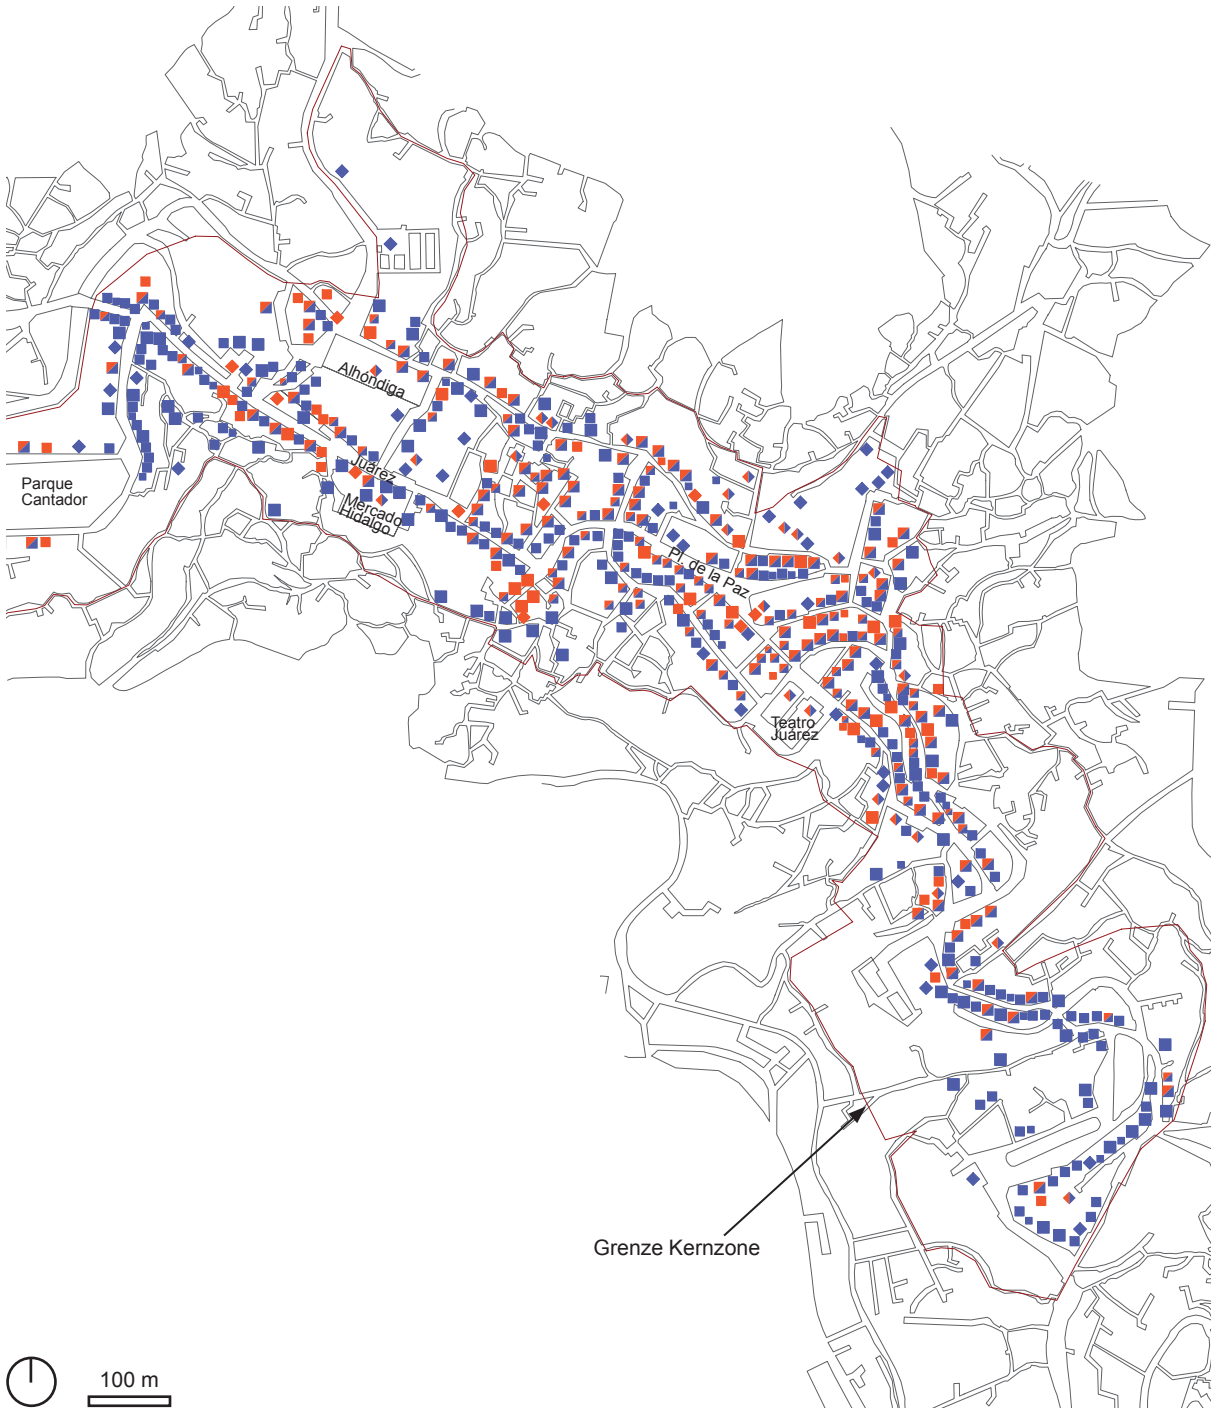 Alhóndiga
Juárez
Parque
Cantador
Mercado
Hidalgo
Pl. de la Paz
Teatro
Juárez
Grenze Kernzone
100 m